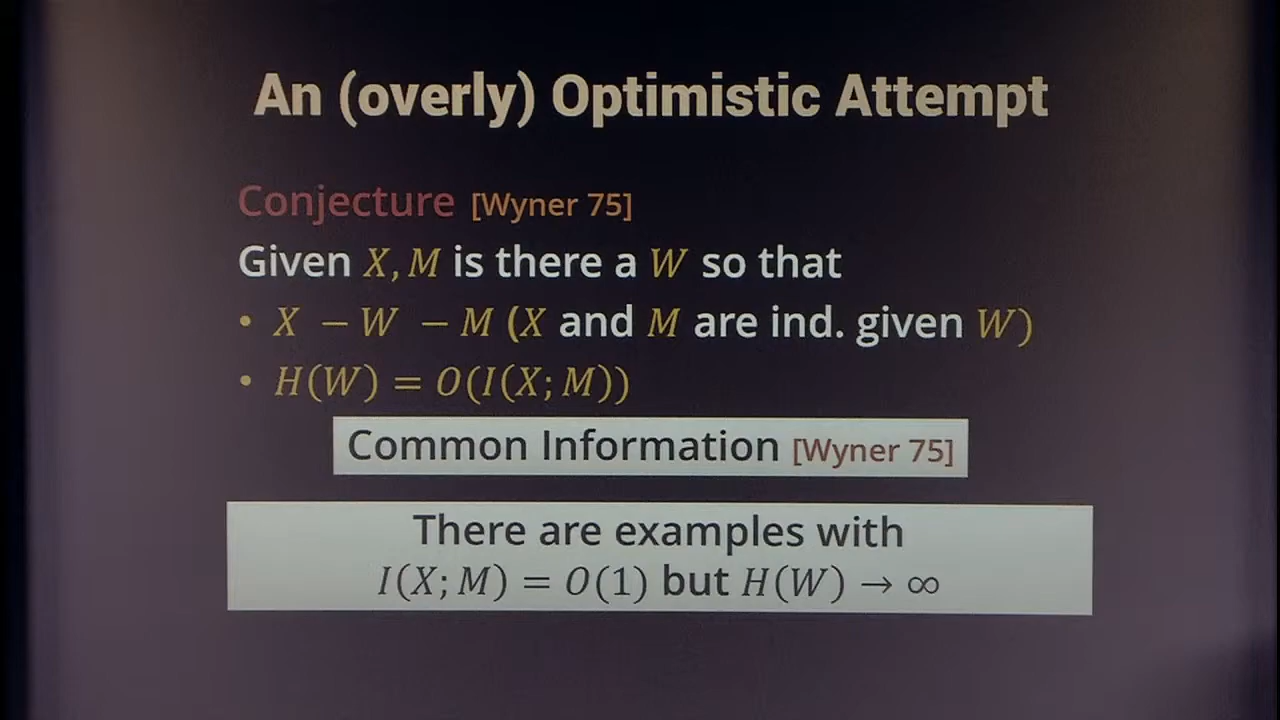 An (overly) Optimistic Attempt
Conjecture [Wyner 75]
Given X, M is there a W so that
• X – W – M (X and M are ind. given W)
• H(W) = O(I(X; M))
Common Information [Wyner 75]
There are examples with
I(X; M) = O(1) but H(W) → ∞